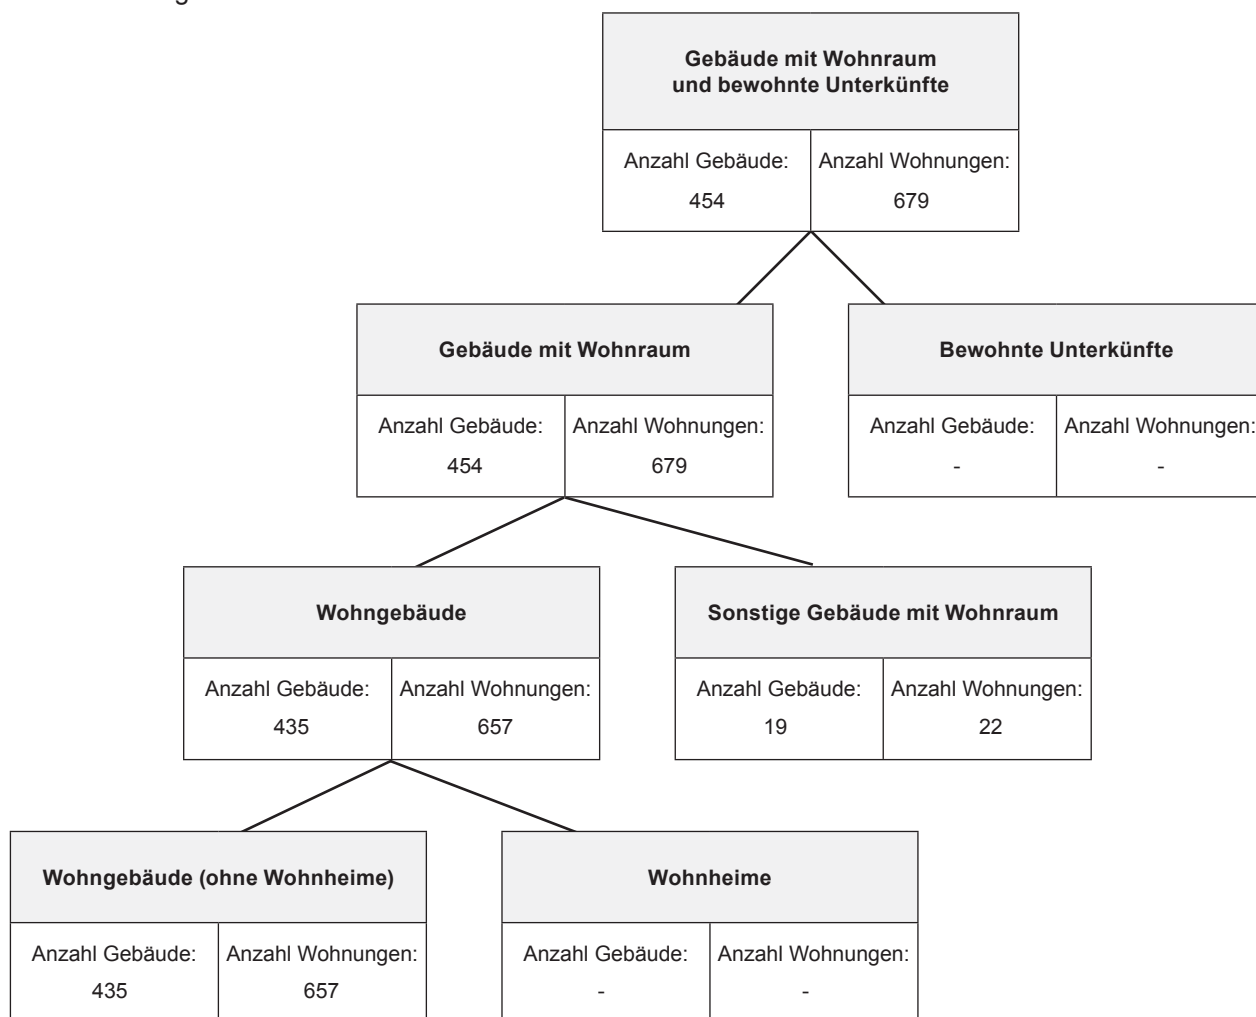 Gebäude mit Wohnraum
und bewohnte Unterkünfte
Anzahl Gebäude: Anzahl Wohnungen:
454 679
Gebäude mit Wohnraum Bewohnte Unterkünfte
Anzahl Gebäude: Anzahl Wohnungen: Anzahl Gebäude: Anzahl Wohnungen:
454 679 - -
Wohngebäude Sonstige Gebäude mit Wohnraum
Anzahl Gebäude: Anzahl Wohnungen: Anzahl Gebäude: Anzahl Wohnungen:
435 657 19 22
Wohngebäude (ohne Wohnheime) Wohnheime
Anzahl Gebäude: Anzahl Wohnungen: Anzahl Gebäude: Anzahl Wohnungen:
435 657 - -